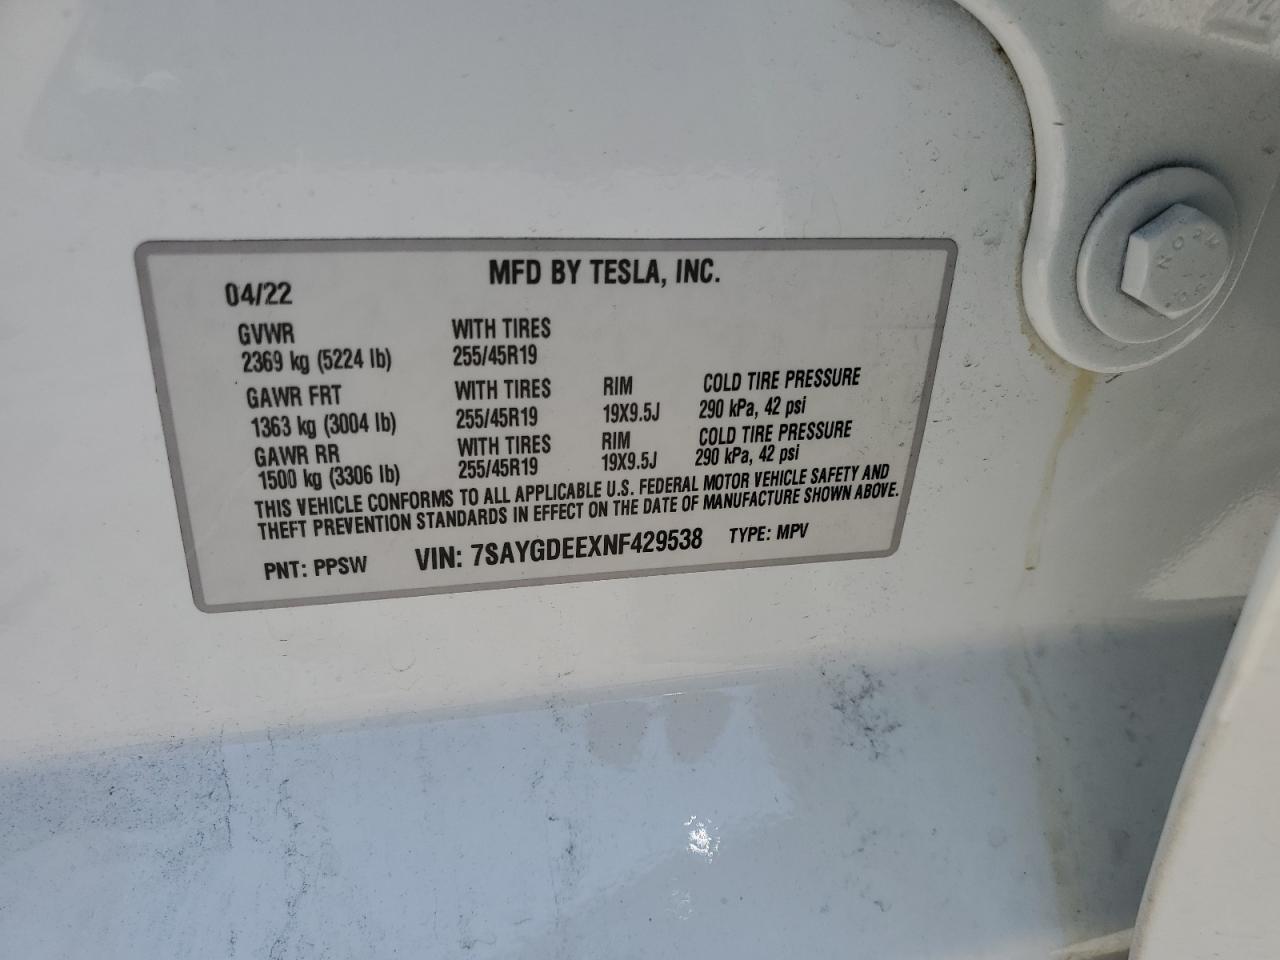 MFD BY TESLA, INC.
04/22
GVWR WITH TIRES
2369 kg (5224 lb) 255/45R19
GAWR FRT WITH TIRES RIM COLD TIRE PRESSURE
1363 kg (3004 lb) 255/45R19 19X9.5J 290 kPa, 42 psi
GAWR RR WITH TIRES RIM COLD TIRE PRESSURE
1500 kg (3306 lb) 255/45R19 19X9.5J 290 kPa, 42 psi
THIS VEHICLE CONFORMS TO ALL APPLICABLE U.S. FEDERAL MOTOR VEHICLE SAFETY AND
THEFT PREVENTION STANDARDS IN EFFECT ON THE DATE OF MANUFACTURE SHOWN ABOVE.
PNT: PPSW VIN: 7SAYGDEEXNF429538 TYPE: MPV